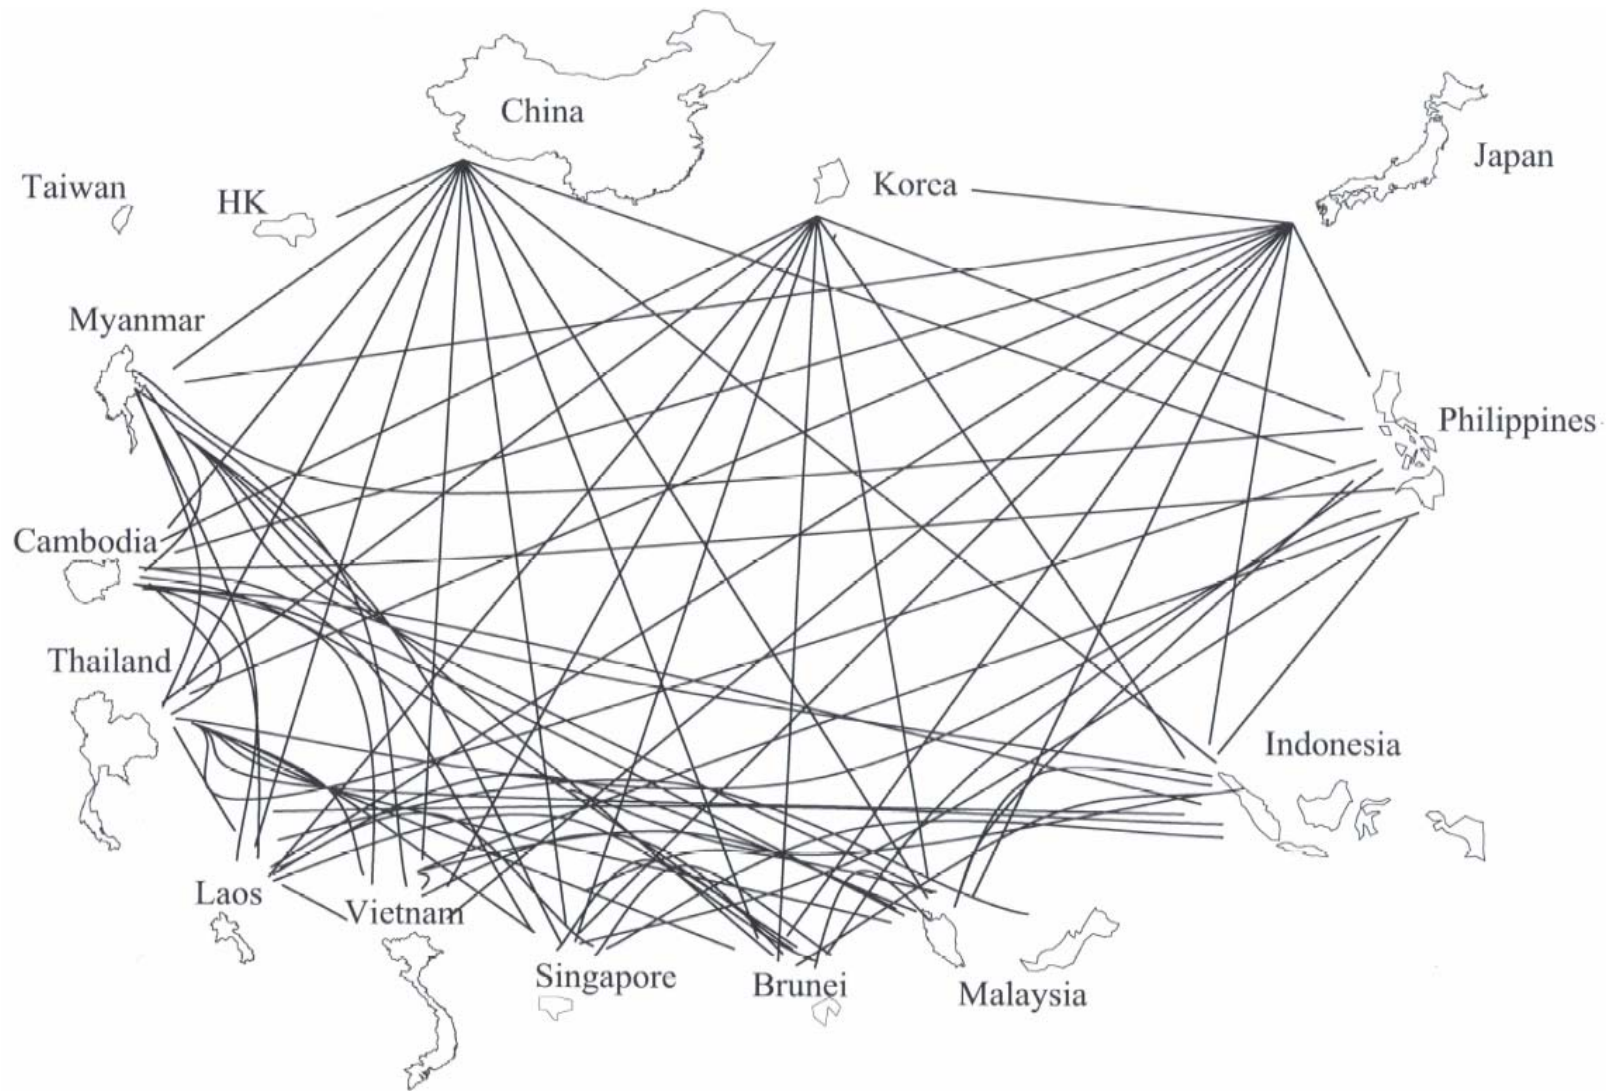 China
Japan
Korea
Taiwan
HK
Myanmar
Philippines
Cambodia
Thailand
Indonesia
Laos
Vietnam
Singapore
Brunei
Malaysia